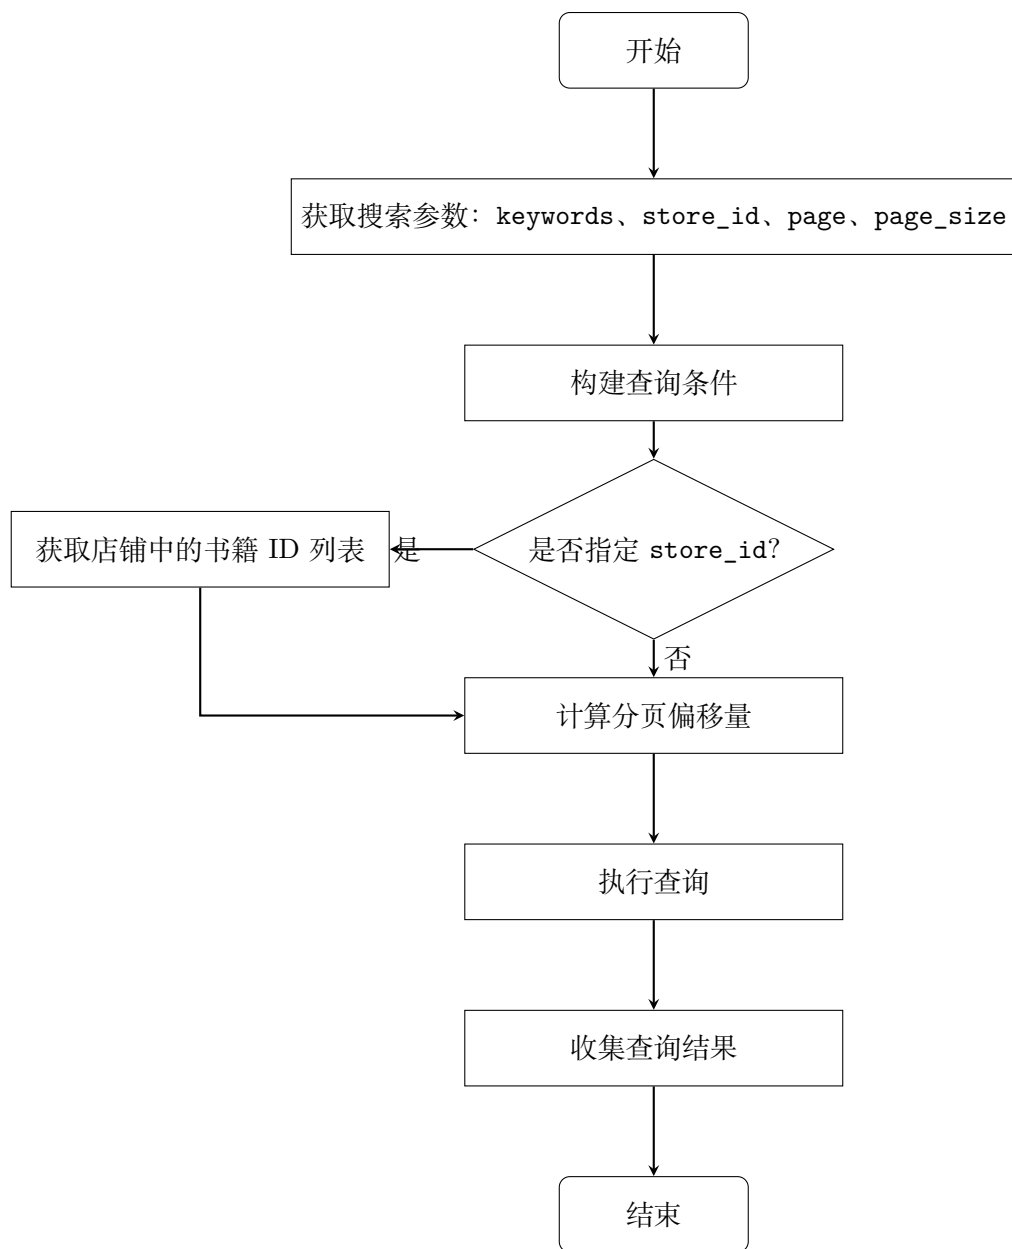 开始
获取搜索参数：keywords、store_id、page、page_size
构建查询条件
是否指定 store_id?
是
获取店铺中的书籍 ID 列表
否
计算分页偏移量
执行查询
收集查询结果
结束